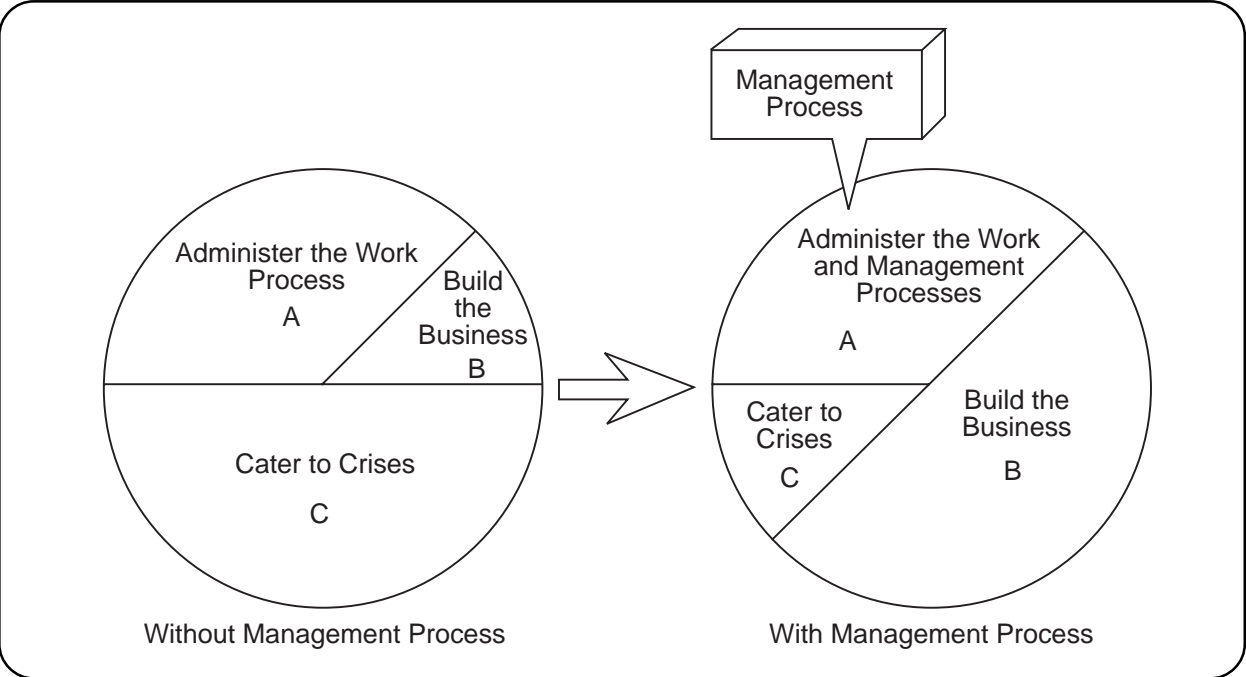 Management
Process
Administer the Work
Process
A
Build
the
Business
B
Cater to Crises
C
Without Management Process
Administer the Work
and Management
Processes
A
Cater to
Crises
C
Build the
Business
B
With Management Process